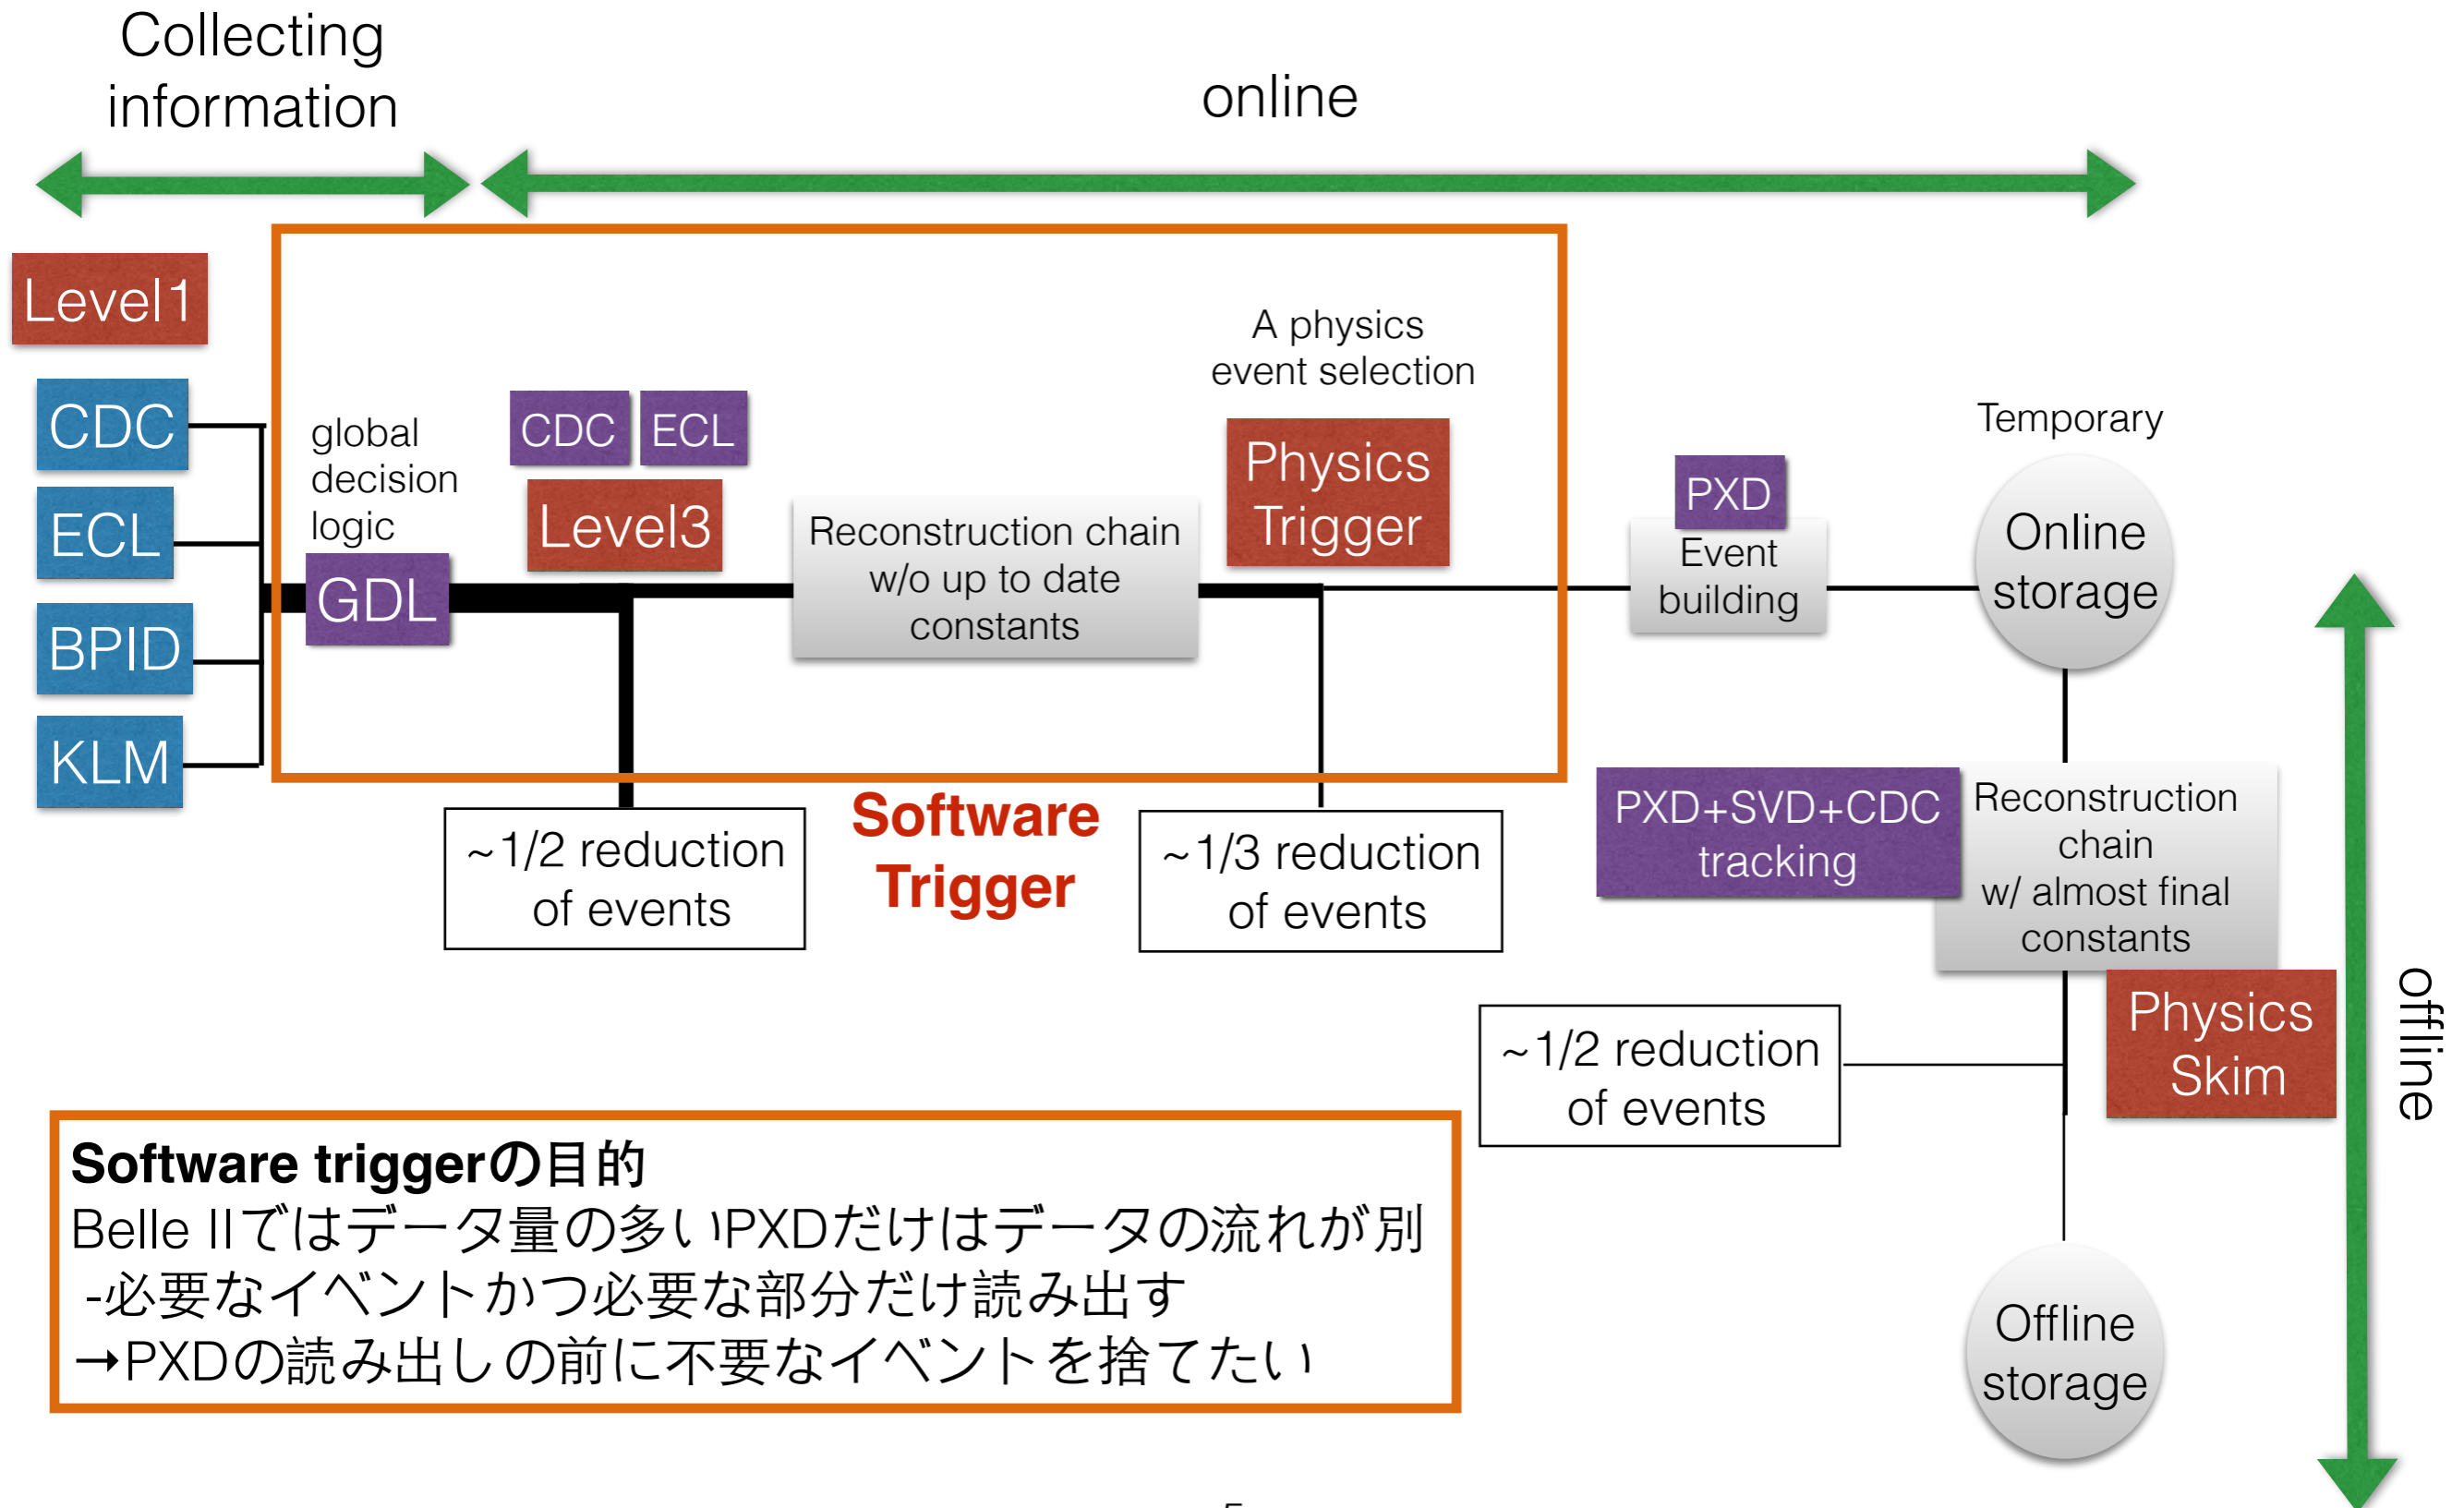 Collecting
information
online
Level1
CDC
ECL
BPID
KLM
global
decision
logic
GDL
CDC
ECL
Level3
Reconstruction chain
w/o up to date
constants
A physics
event selection
Physics
Trigger
PXD
Event
building
Temporary
Online
storage
~1/2 reduction
of events
Software
Trigger
~1/3 reduction
of events
PXD+SVD+CDC
tracking
Reconstruction
chain
w/ almost final
constants
Physics
Skim
offline
~1/2 reduction
of events
Offline
storage
Software triggerの目的
Belle IIではデータ量の多いPXDだけはデータの流れが別
-必要なイベントかつ必要な部分だけ読み出す
→PXDの読み出しの前に不要なイベントを捨てたい